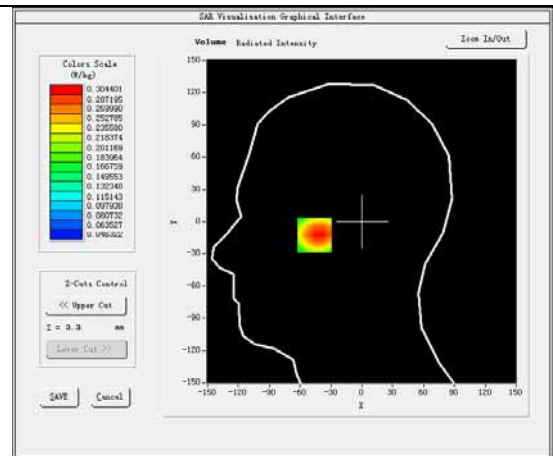 SAR Visualisation Graphical Interface
Volume Radiated Intensity
Zoom In/Out
Colors Scale
(W/kg)
0.304401
0.287195
0.269990
0.252785
0.235580
0.218374
0.201169
0.183964
0.166759
0.149553
0.132348
0.115143
0.097938
0.080732
0.063527
0.046322
150
120
90
60
30
0
-30
-60
-90
-120
-150
Y
-150 -120 -90 -60 -30 0 30 60 90 120 150
X
Z-Cuts Control
<< Upper Cut
Z = 3.3 mm
Lower Cut >>
SAVE
Cancel